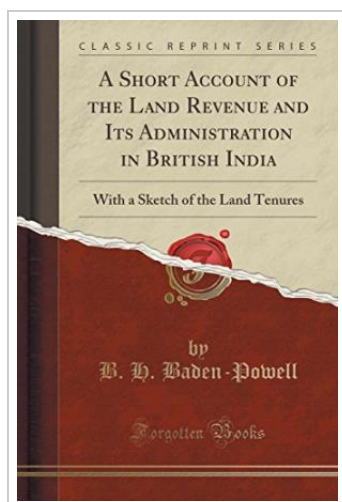 CLASSIC REPRINT SERIES
A Short Account of
the Land Revenue and
Its Administration
in British India
With a Sketch of the Land Tenures
by
B. H. Baden-Powell
Forgotten Books